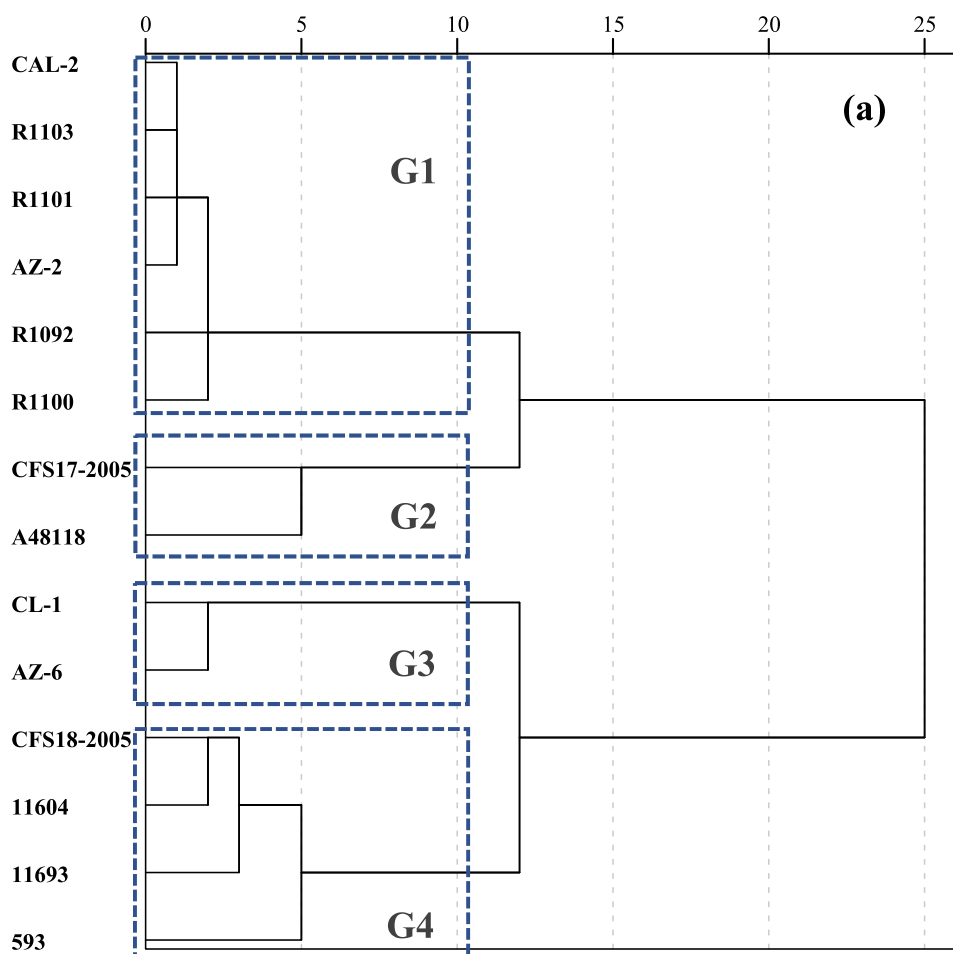 0 5 10 15 20 25
CAL-2
(a)
R1103
G1
R1101
AZ-2
R1092
R1100
CFS17-2005
G2
A48118
CL-1
G3
AZ-6
CFS18-2005
11604
11693
G4
593